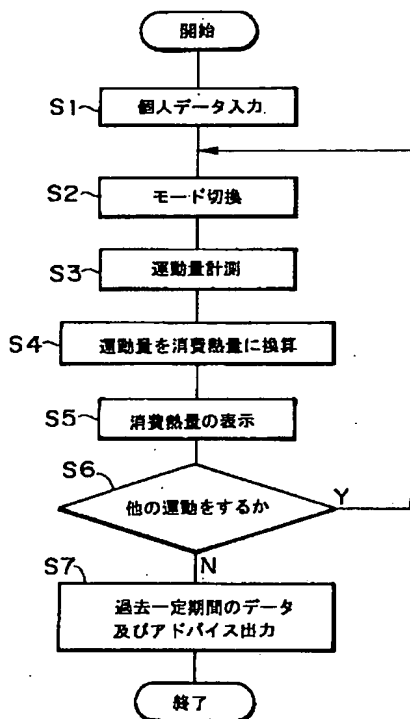 開始
S1
個人データ入力
S2
モード切換
S3
運動量計測
S4
運動量を消費熱量に換算
S5
消費熱量の表示
S6
他の運動をするか
Y
N
S7
過去一定期間のデータ
及びアドバイス出力
終了